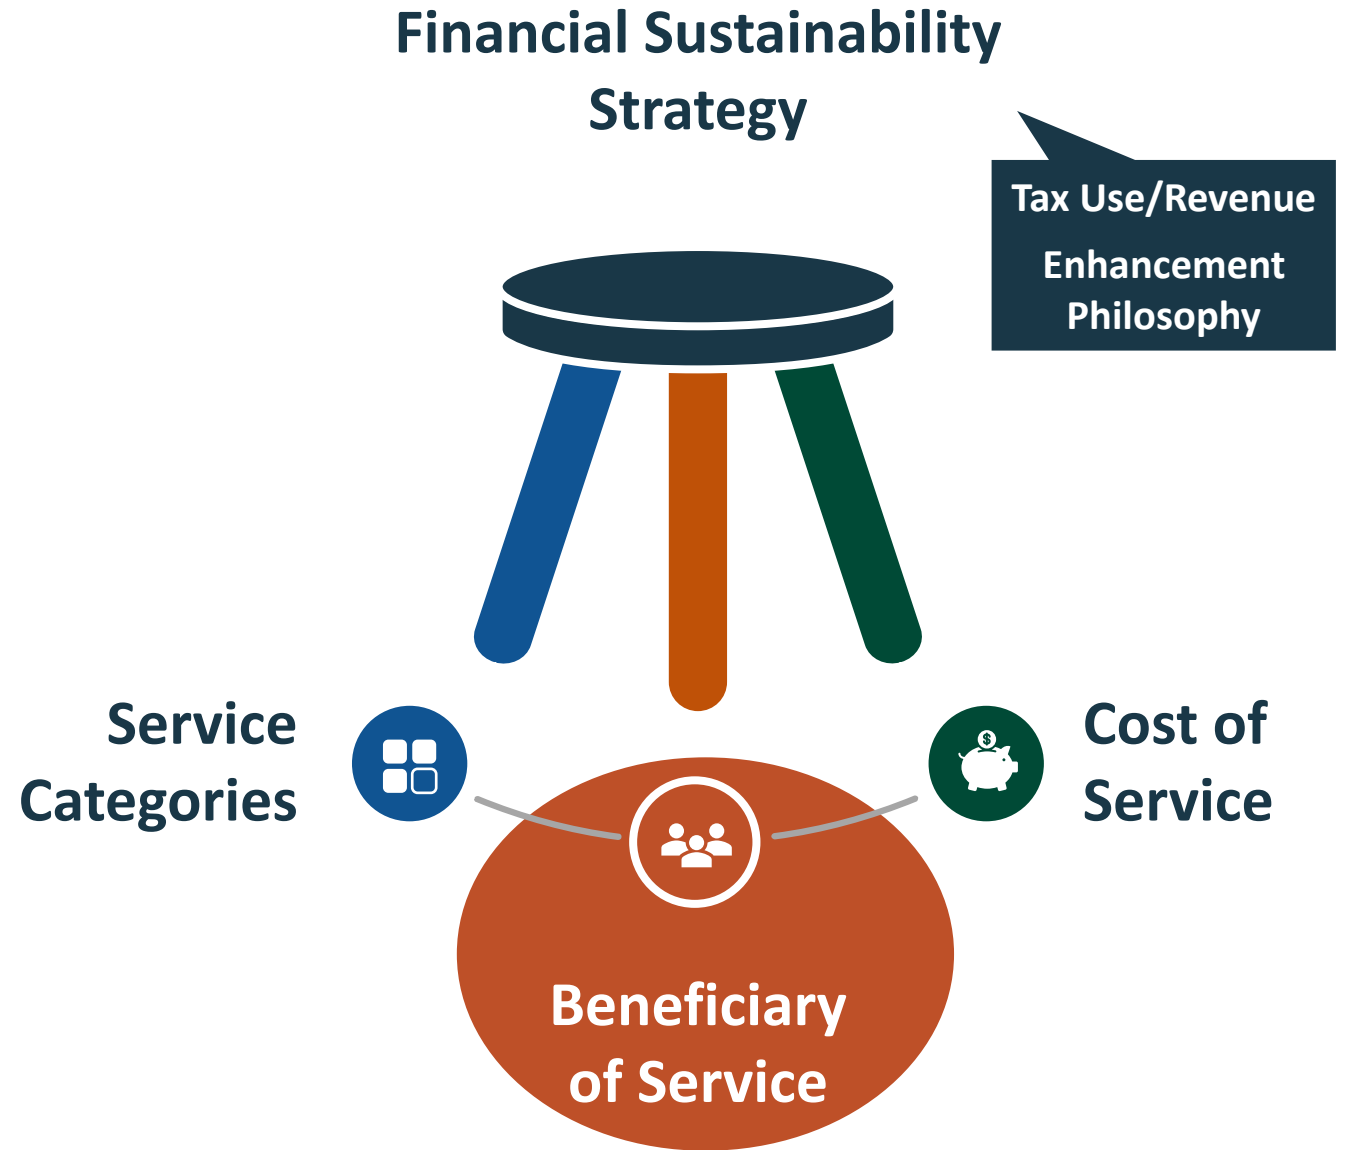 Financial Sustainability
Strategy
Tax Use/Revenue
Enhancement
Philosophy
Service
Categories
$
Cost of
Service
Beneficiary
of Service